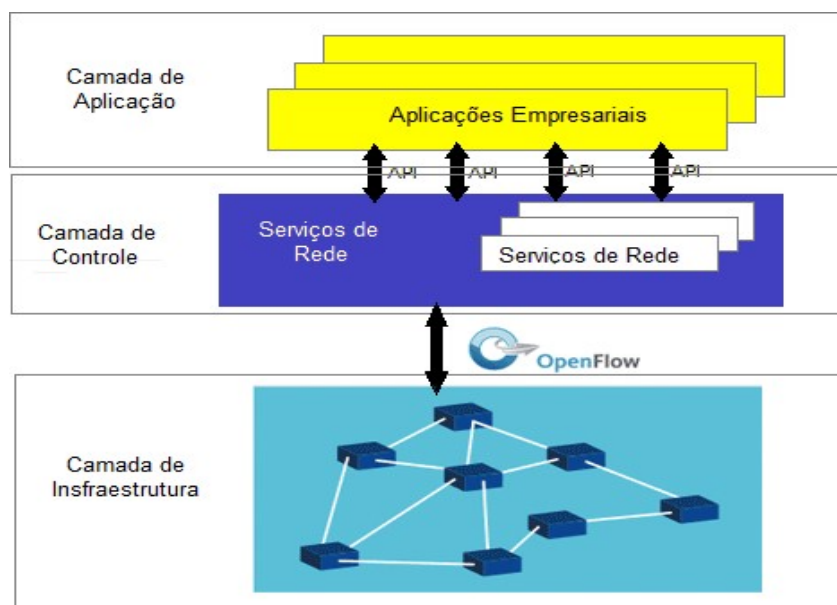 Camada de
Aplicação
Aplicações Empresariais
API
API
API
API
Camada de
Controle
Serviços de
Rede
Serviços de Rede
OpenFlow
Camada de
Insfraestrutura